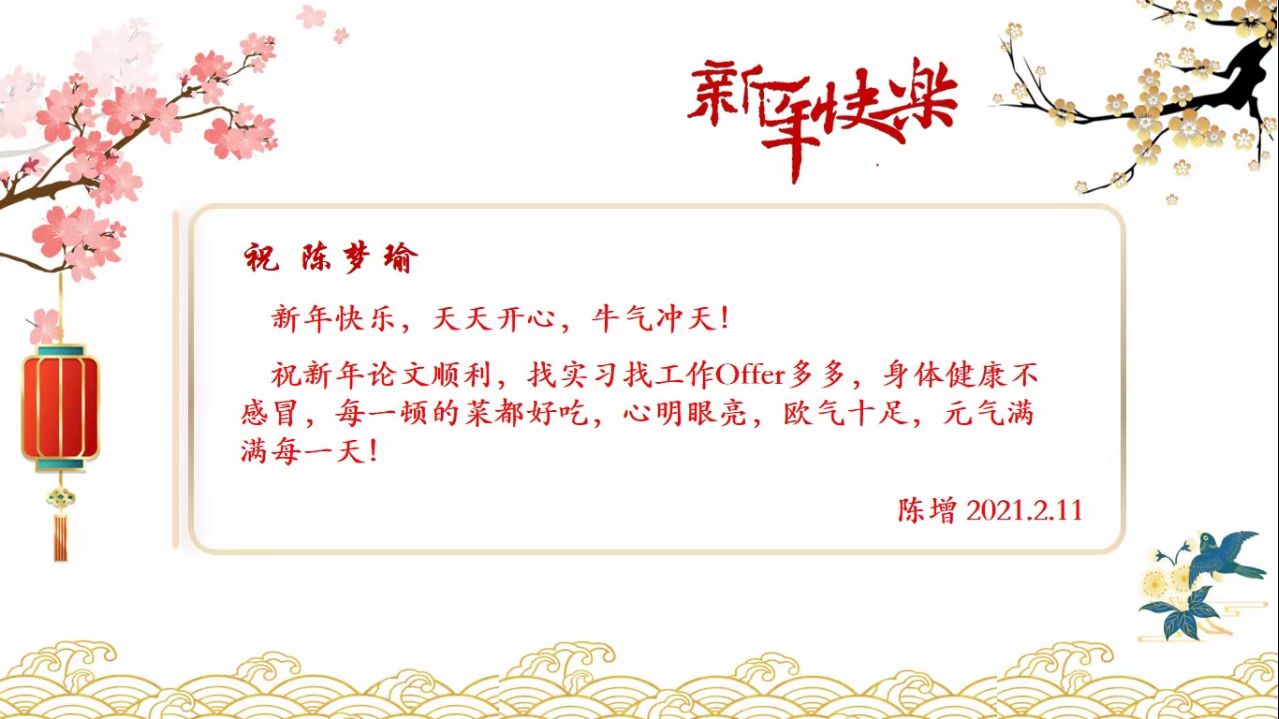 新年快樂
祝 陈梦瑜
新年快乐，天天开心，牛气冲天！
祝新年论文顺利，找实习找工作Offer多多，身体健康不
感冒，每一顿的菜都好吃，心明眼亮，欧气十足，元气满
满每一天！
陈增 2021.2.11